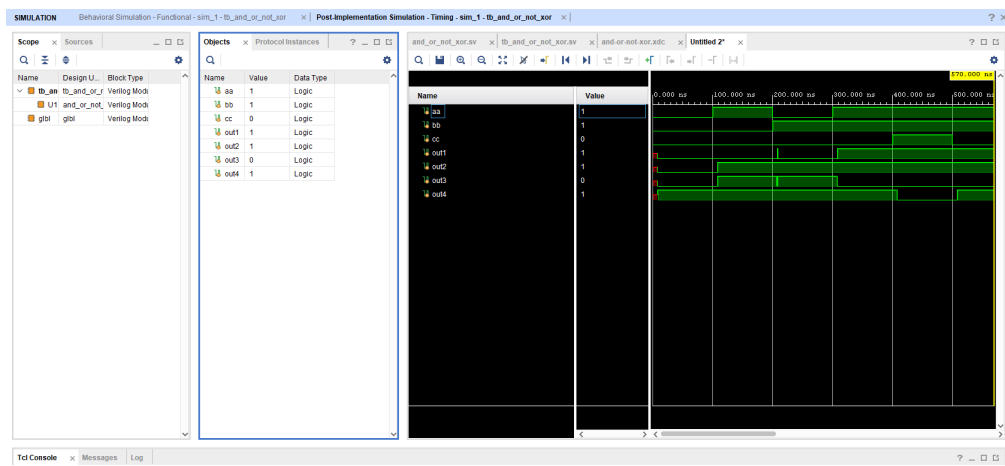 SIMULATION Behavioral Simulation - Functional - sim_1 - tb_and_or_not_xor × Post-Implementation Simulation - Timing - sim_1 - tb_and_or_not_xor × ? ×
Scope × Sources
Name Design U... Block Type
tb_an tb_and_or_r Verilog Modu
U1 and_or_not_ Verilog Modu
glbl glbl Verilog Modu
Objects × Protocol Instances ?
Name Value Data Type
aa 1 Logic
bb 1 Logic
cc 0 Logic
out1 1 Logic
out2 1 Logic
out3 0 Logic
out4 1 Logic
and_or_not_xor.sv × tb_and_or_not_xor.sv × and-or-not-xor.xdc × Untitled 2* × ?
570.000 ns
Name Value 0.000 ns 100.000 ns 200.000 ns 300.000 ns 400.000 ns 500.000 ns
aa 1
bb 1
cc 0
out1 1
out2 1
out3 0
out4 1
Tcl Console × Messages Log ?